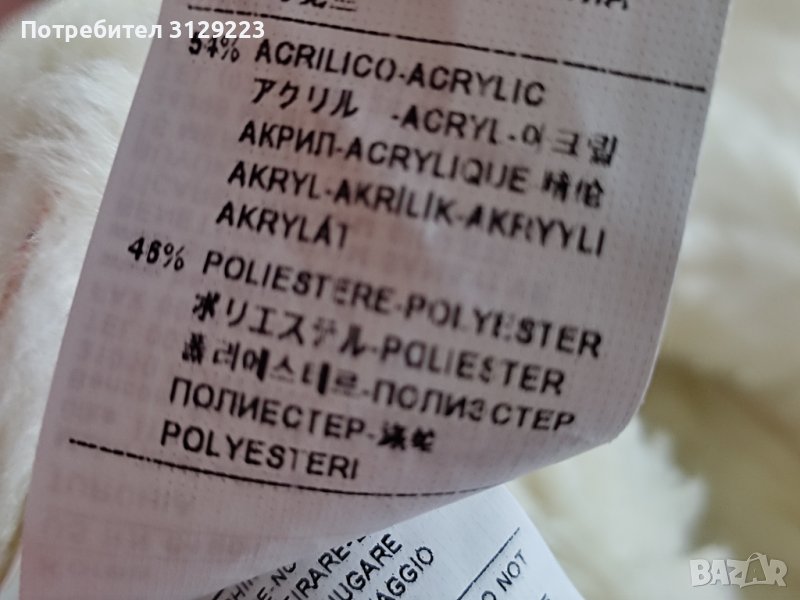 Потребител 3129223
54% ACRILICO-ACRYLIC
アクリル -ACRYL-아크릴
АКРИЛ-ACRYLIQUE 腈纶
AKRYL-AKRİLİK-AKRYYLI
AKRYLÁT
46% POLIESTERE-POLYESTER
ポリエステル-POLIESTER
폴리에스테르-ПОЛИЭСТЕР
ПОЛИЕСТЕР-涤纶
POLYESTERI
NOT
BAZAR